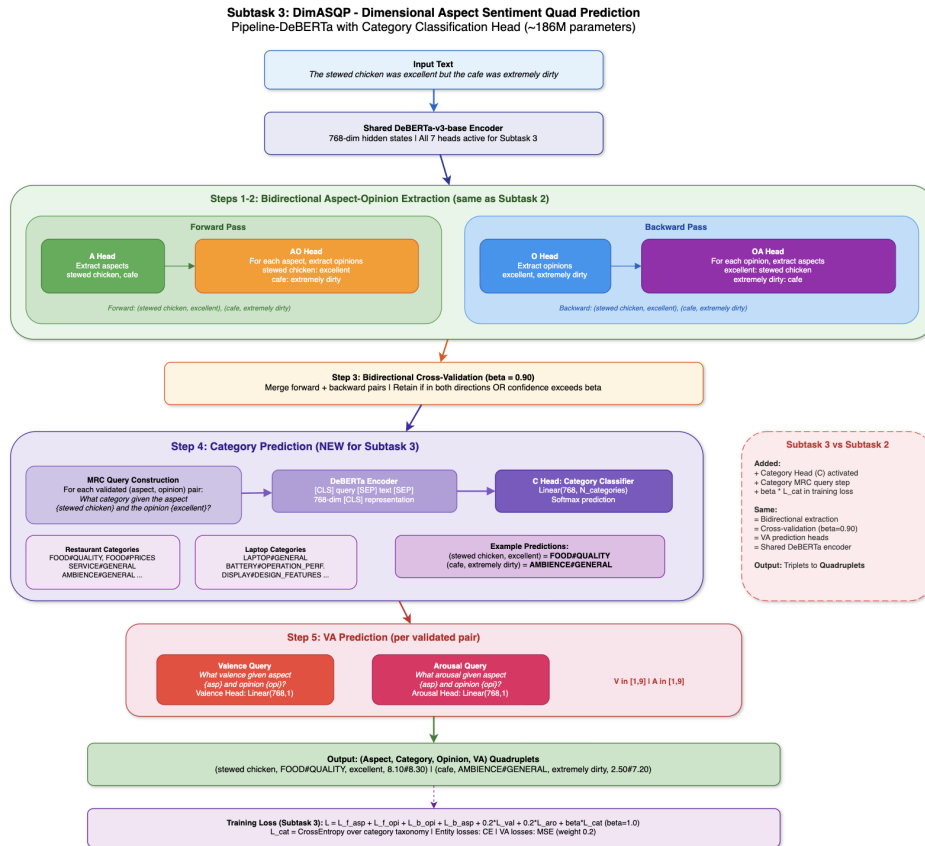 Subtask 3: DimASQP - Dimensional Aspect Sentiment Quad Prediction
Pipeline-DeBERTa with Category Classification Head (~186M parameters)
Input Text
The stewed chicken was excellent but the cafe was extremely dirty
Shared DeBERTa-v3-base Encoder
768-dim hidden states | All 7 heads active for Subtask 3
Steps 1-2: Bidirectional Aspect-Opinion Extraction (same as Subtask 2)
Forward Pass
A Head
Extract aspects
stewed chicken, cafe
AO Head
For each aspect, extract opinions
stewed chicken: excellent
cafe: extremely dirty
Forward: (stewed chicken, excellent), (cafe, extremely dirty)
Backward Pass
O Head
Extract opinions
excellent, extremely dirty
OA Head
For each opinion, extract aspects
excellent: stewed chicken
extremely dirty: cafe
Backward: (stewed chicken, excellent), (cafe, extremely dirty)
Step 3: Bidirectional Cross-Validation (beta = 0.90)
Merge forward + backward pairs | Retain if in both directions OR confidence exceeds beta
Step 4: Category Prediction (NEW for Subtask 3)
MRC Query Construction
For each validated (aspect, opinion) pair:
What category given the aspect
{stewed chicken} and the opinion {excellent}?
DeBERTa Encoder
[CLS] query [SEP] text [SEP]
768-dim [CLS] representation
C Head: Category Classifier
Linear(768, N_categories)
Softmax prediction
Restaurant Categories
FOOD#QUALITY, FOOD#PRICES
SERVICE#GENERAL
AMBIENCE#GENERAL ...
Laptop Categories
LAPTOP#GENERAL
BATTERY#OPERATION_PERF.
DISPLAY#DESIGN_FEATURES ...
Example Predictions:
(stewed chicken, excellent) = FOOD#QUALITY
(cafe, extremely dirty) = AMBIENCE#GENERAL
Subtask 3 vs Subtask 2
Added:
+ Category Head (C) activated
+ Category MRC query step
+ beta * L_cat in training loss
Same:
= Bidirectional extraction
= Cross-validation (beta=0.90)
= VA prediction heads
= Shared DeBERTa encoder
Output: Triplets to Quadruplets
Step 5: VA Prediction (per validated pair)
Valence Query
What valence given aspect
{asp} and opinion {opi}?
Valence Head: Linear(768,1)
Arousal Query
What arousal given aspect
{asp} and opinion {opi}?
Arousal Head: Linear(768,1)
V in [1,9] | A in [1,9]
Output: (Aspect, Category, Opinion, VA) Quadruplets
(stewed chicken, FOOD#QUALITY, excellent, 8.10#8.30) | (cafe, AMBIENCE#GENERAL, extremely dirty, 2.50#7.20)
Training Loss (Subtask 3): L = L_f_asp + L_f_opi + L_b_opi + L_b_asp + 0.2*L_val + 0.2*L_aro + beta*L_cat (beta=1.0)
L_cat = CrossEntropy over category taxonomy | Entity losses: CE | VA losses: MSE (weight 0.2)